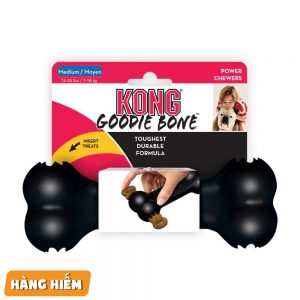 Medium / Moyen
15-35 lbs / 7-16 kg
POWER
CHEWERS
KONG
GOODIE BONE™
INSERT
TREATS
TOUGHEST
DURABLE
FORMULA
HÀNG HIẾM